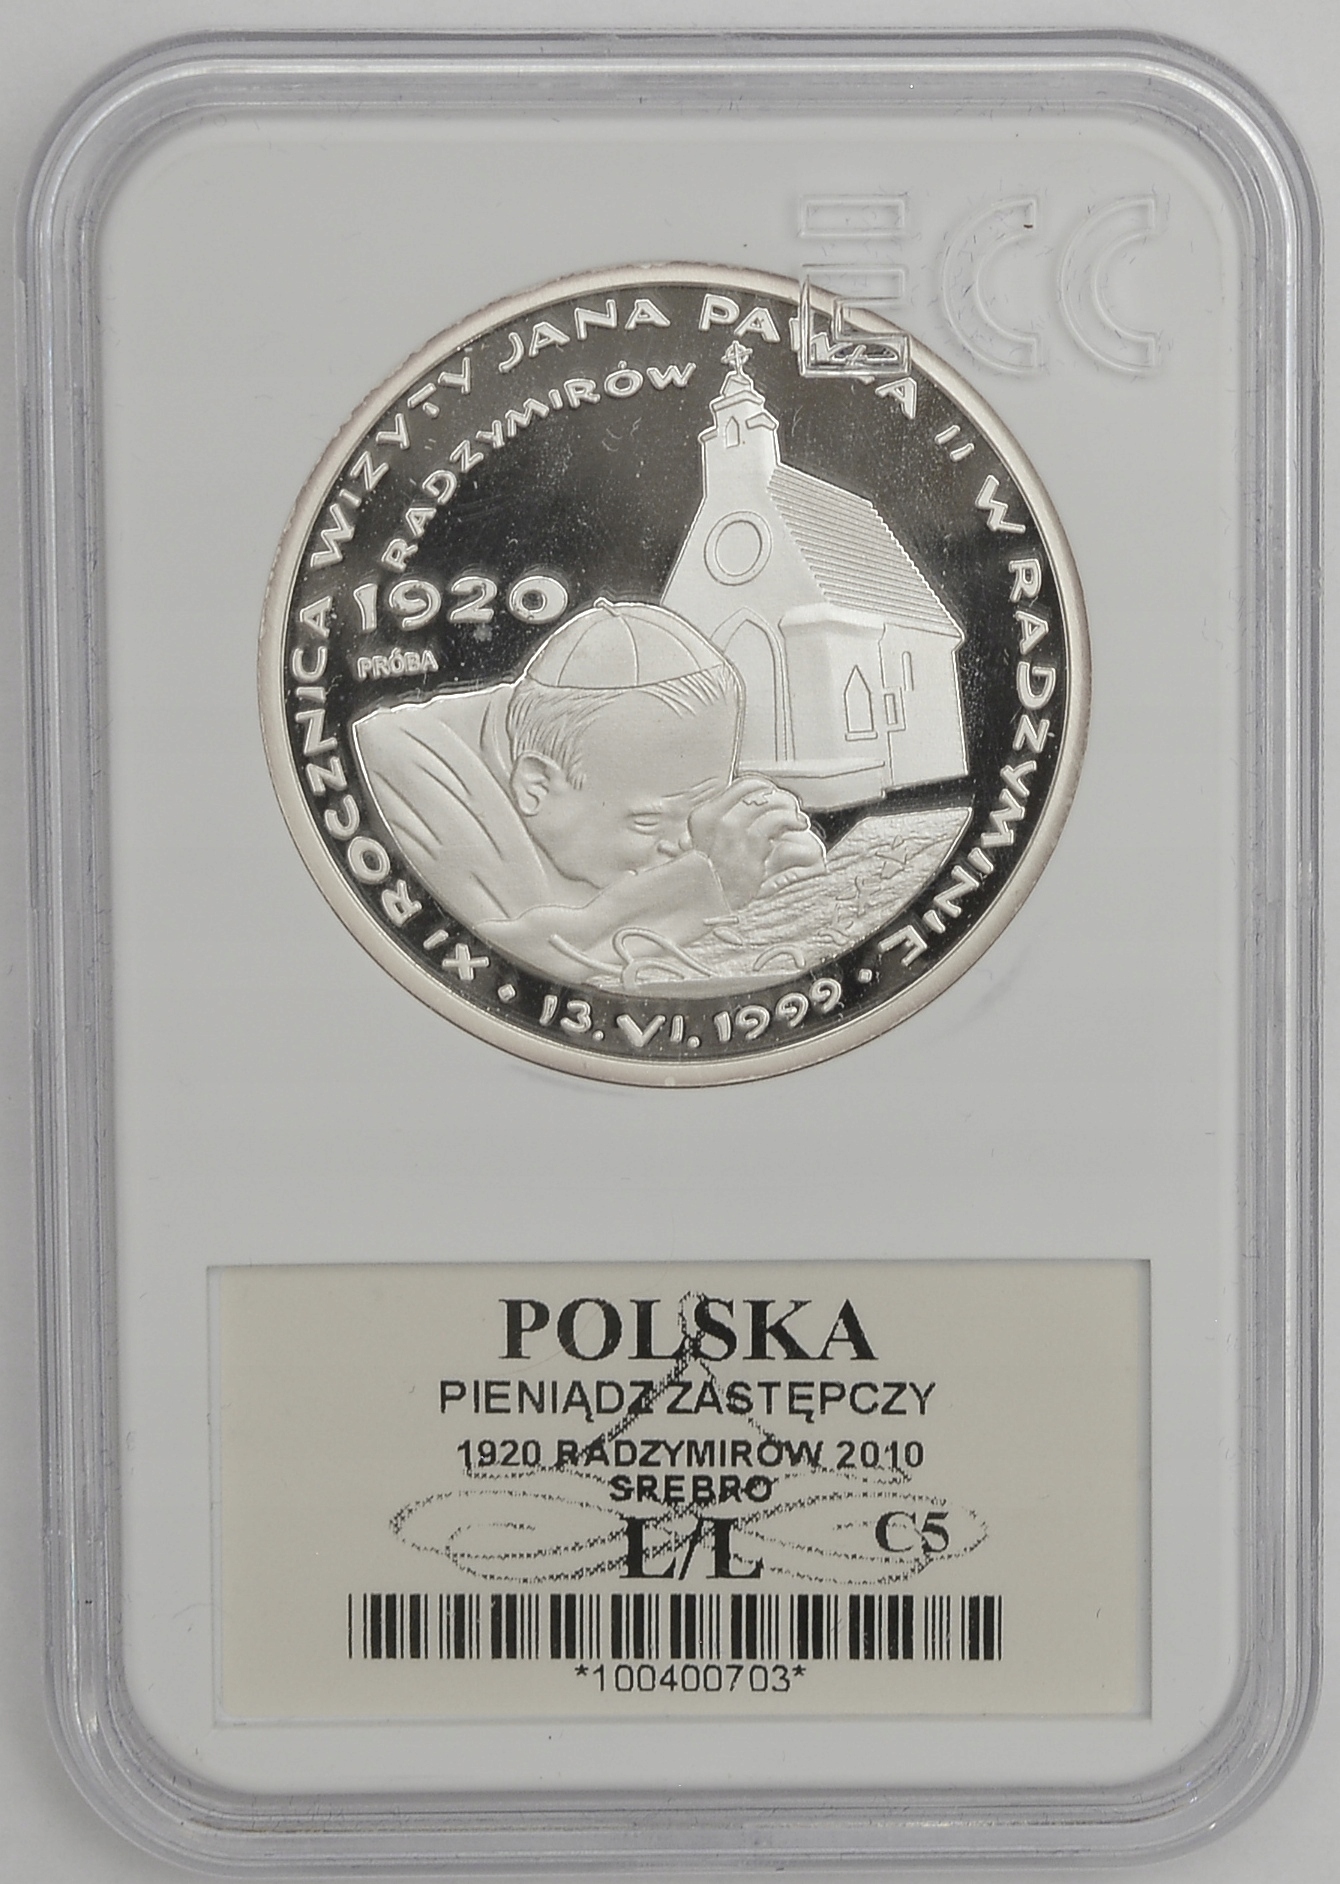 ECC
XI ROCZNICA WIZYTY JANA PAWŁA II W RADZYMINIE
• 13. VI. 1999 •
RADZYMIRÓW
1920
PRÓBA
POLSKA
PIENIĄDZ ZASTĘPCZY
1920 RADZYMIRÓW 2010
SREBRO
L/L C5
*100400703*